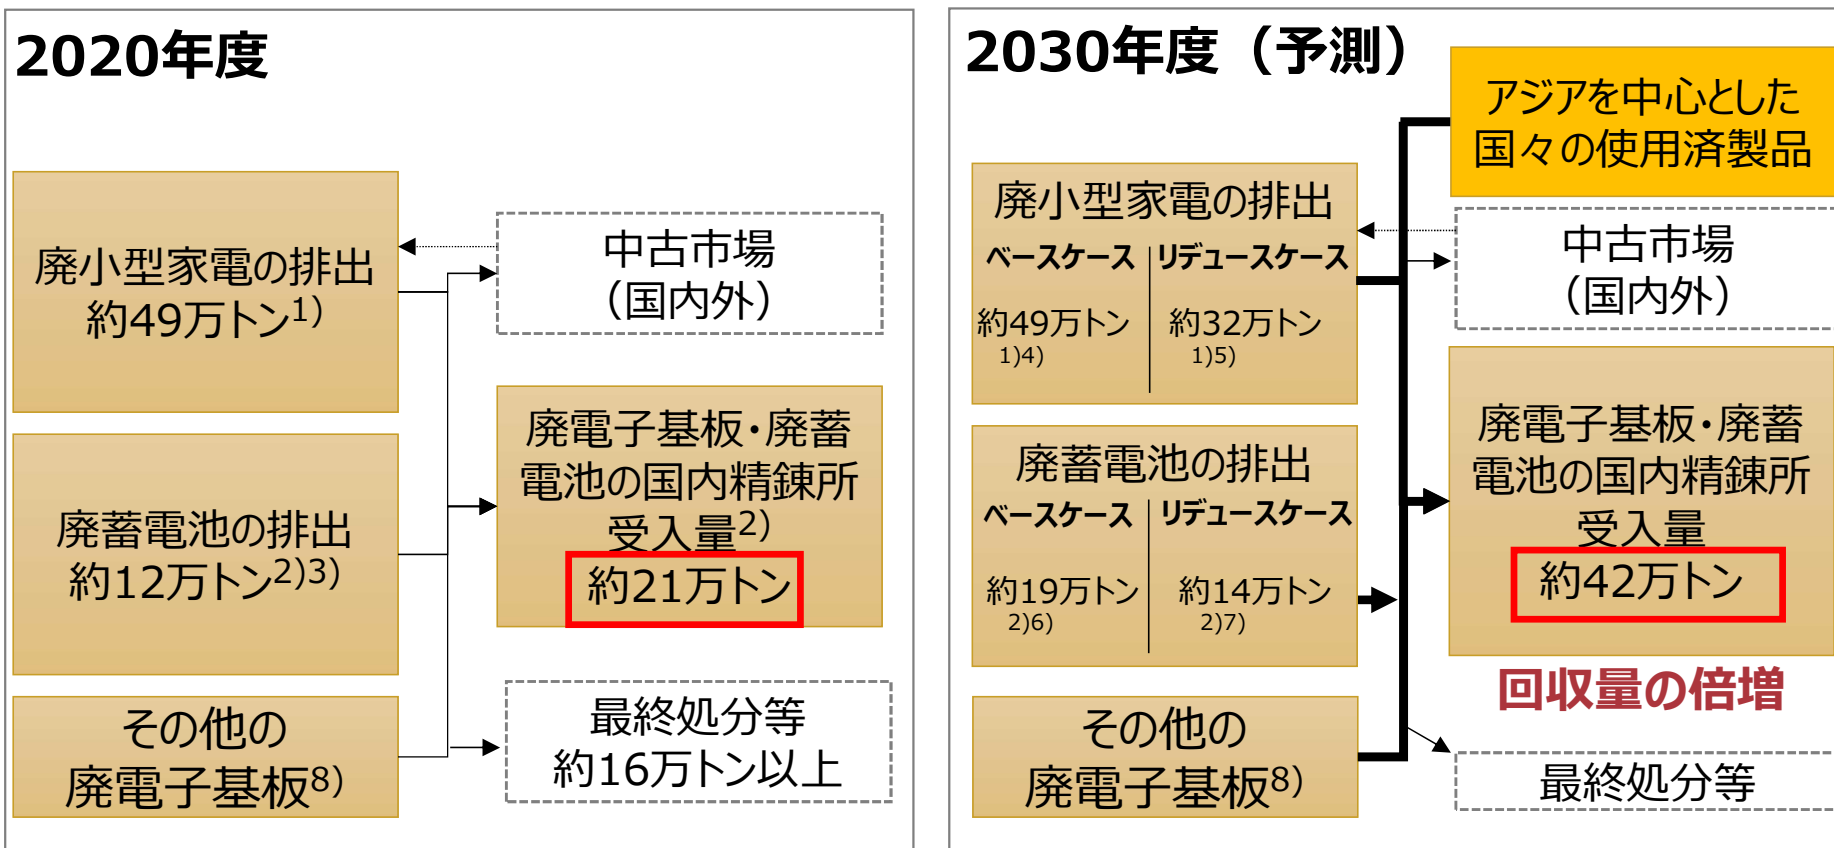 2020年度
廃小型家電の排出
約49万トン1)
廃蓄電池の排出
約12万トン2)3)
その他の
廃電子基板8)
中古市場
(国内外)
廃電子基板・廃蓄
電池の国内精錬所
受入量2)
約21万トン
最終処分等
約16万トン以上
2030年度（予測）
アジアを中心とした
国々の使用済製品
廃小型家電の排出
ベースケース リデュースケース
約49万トン 約32万トン
1)4) 1)5)
廃蓄電池の排出
ベースケース リデュースケース
約19万トン 約14万トン
2)6) 2)7)
その他の
廃電子基板8)
中古市場
(国内外)
廃電子基板・廃蓄
電池の国内精錬所
受入量
約42万トン
回収量の倍増
最終処分等